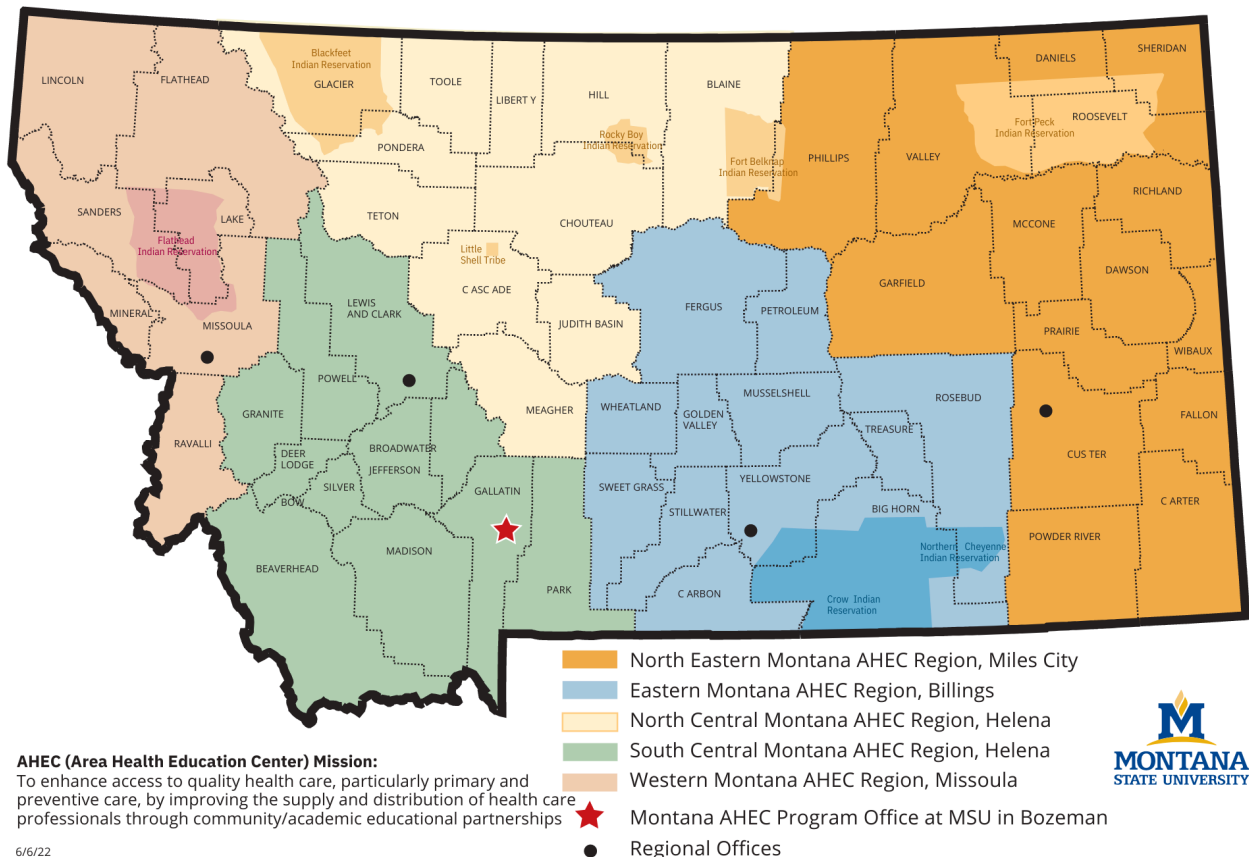 Blackfeet
Indian Reservation
GLACIER
LINCOLN
FLATHEAD
TOOLE
LIBERT Y
HILL
BLAINE
DANIELS
SHERIDAN
PONDERA
Rocky Boy
Indian Reservation
Fort Belknap
Indian Reservation
PHILLIPS
VALLEY
Fort Peck
Indian Reservation
ROOSEVELT
RICHLAND
SANDERS
LAKE
Flathead
Indian Reservation
TETON
CHOUTEAU
MCCONE
Little
Shell Tribe
C ASC ADE
DAWSON
GARFIELD
MINERAL
MISSOULA
LEWIS
AND CLARK
JUDITH BASIN
FERGUS
PETROLEUM
PRAIRIE
WIBAUX
POWELL
GRANITE
MEAGHER
WHEATLAND
GOLDEN
VALLEY
MUSSELSHELL
ROSEBUD
TREASURE
FALLON
RAVALLI
DEER
LODGE
BROADWATER
JEFFERSON
CUS TER
SILVER
BOW
GALLATIN
SWEET GRASS
STILLWATER
YELLOWSTONE
BIG HORN
C ARTER
MADISON
BEAVERHEAD
PARK
C ARBON
Northern Cheyenne
Indian Reservation
POWDER RIVER
Crow Indian
Reservation
North Eastern Montana AHEC Region, Miles City
Eastern Montana AHEC Region, Billings
North Central Montana AHEC Region, Helena
South Central Montana AHEC Region, Helena
Western Montana AHEC Region, Missoula
Montana AHEC Program Office at MSU in Bozeman
Regional Offices
AHEC (Area Health Education Center) Mission:
To enhance access to quality health care, particularly primary and
preventive care, by improving the supply and distribution of health care
professionals through community/academic educational partnerships
6/6/22
M
MONTANA
STATE UNIVERSITY